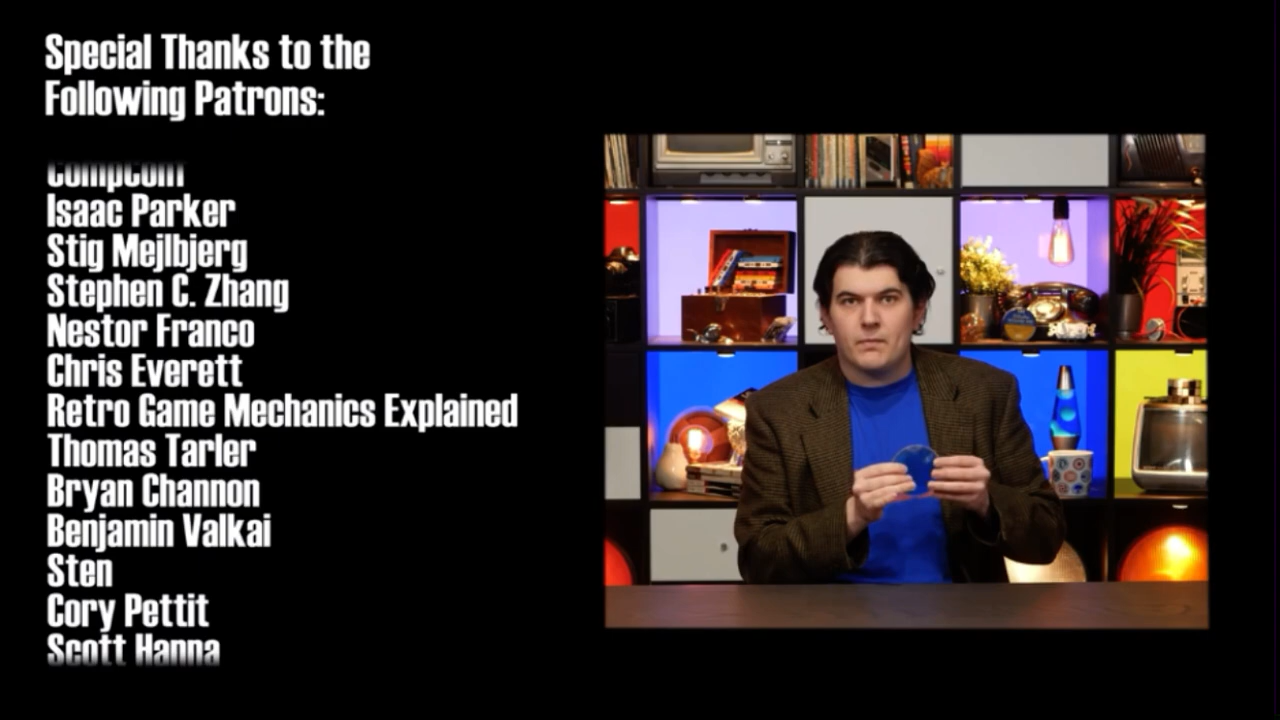 Special Thanks to the
Following Patrons:
Compcom
Isaac Parker
Stig Mejlbjerg
Stephen C. Zhang
Nestor Franco
Chris Everett
Retro Game Mechanics Explained
Thomas Tarler
Bryan Channon
Benjamin Valkai
Sten
Cory Pettit
Scott Hanna